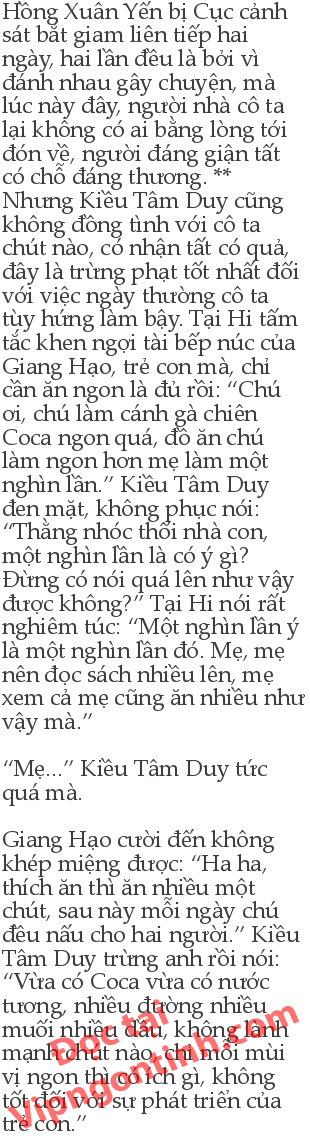 Hồng Xuân Yến bị Cục cảnh
sát bắt giam liên tiếp hai
ngày, hai lần đều là bởi vì
đánh nhau gây chuyện, mà
lúc này đây, người nhà cô ta
lại không có ai bằng lòng tới
đón về, người đáng giận tất
có chỗ đáng thương. **
Nhưng Kiều Tâm Duy cũng
không đồng tình với cô ta
chút nào, có nhận tất có quả,
đây là trừng phạt tốt nhất đối
với việc ngày thường cô ta
tùy hứng làm bậy. Tại Hi tấm
tắc khen ngợi tài bếp núc của
Giang Hạo, trẻ con mà, chỉ
cần ăn ngon là đủ rồi: “Chú
ơi, chú làm cánh gà chiên
Coca ngon quá, đồ ăn chú
làm ngon hơn mẹ làm một
nghìn lần.” Kiều Tâm Duy
đen mặt, không phục nói:
“Thằng nhóc thối nhà con,
một nghìn lần là có ý gì?
Đừng có nói quá lên như vậy
được không?” Tại Hi nói rất
nghiêm túc: “Một nghìn lần ý
là một nghìn lần đó. Mẹ, mẹ
nên đọc sách nhiều lên, mẹ
xem cả mẹ cũng ăn nhiều như
vậy mà.”
“Mẹ...” Kiều Tâm Duy tức
quá mà.
Giang Hạo cười đến không
khép miệng được: “Ha ha,
thích ăn thì ăn nhiều một
chút, sau này mỗi ngày chú
đều nấu cho hai người.” Kiều
Tâm Duy trừng anh rồi nói:
“Vừa có Coca vừa có nước
tương, nhiều đường nhiều
muối nhiều dầu, không lành
mạnh chút nào, chỉ mỗi mùi
vị ngon thì có ích gì, không
tốt đối với sự phát triển của
trẻ con.”
Đọc tại
Vipngontinh.com